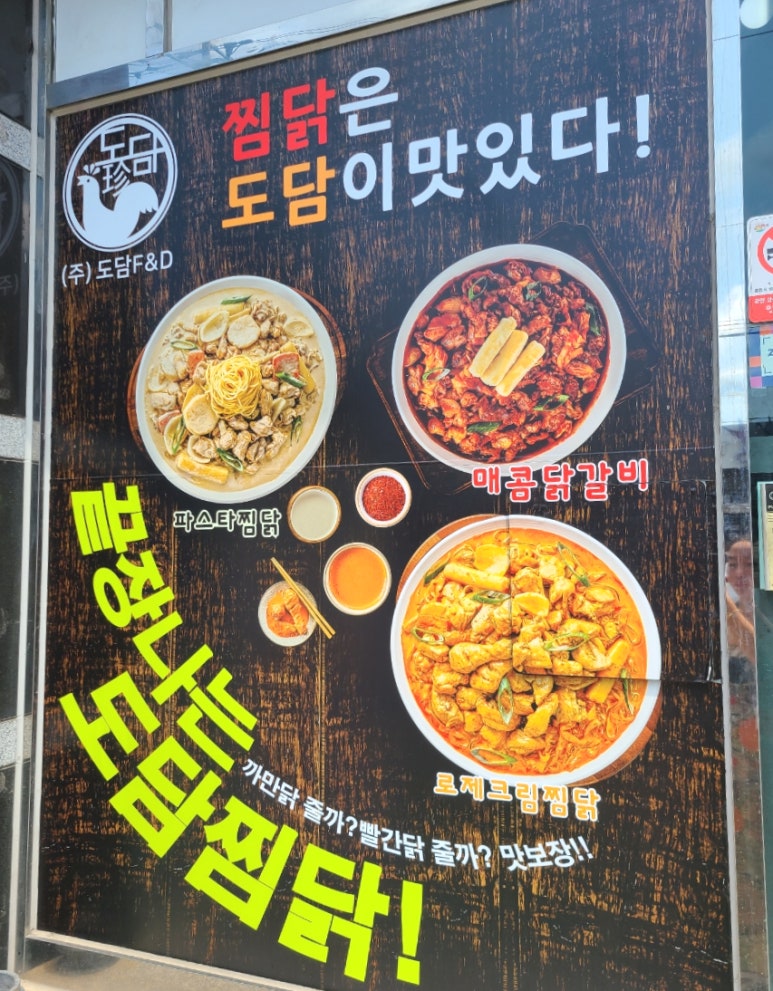 찜닭은
도담이맛있다!
도담
珍
(주) 도담F&D
매콤닭갈비
파스타찜닭
로제크림찜닭
끝장나는
도담찜닭!
까만닭 줄까?빨간닭 줄까? 맛보장!!